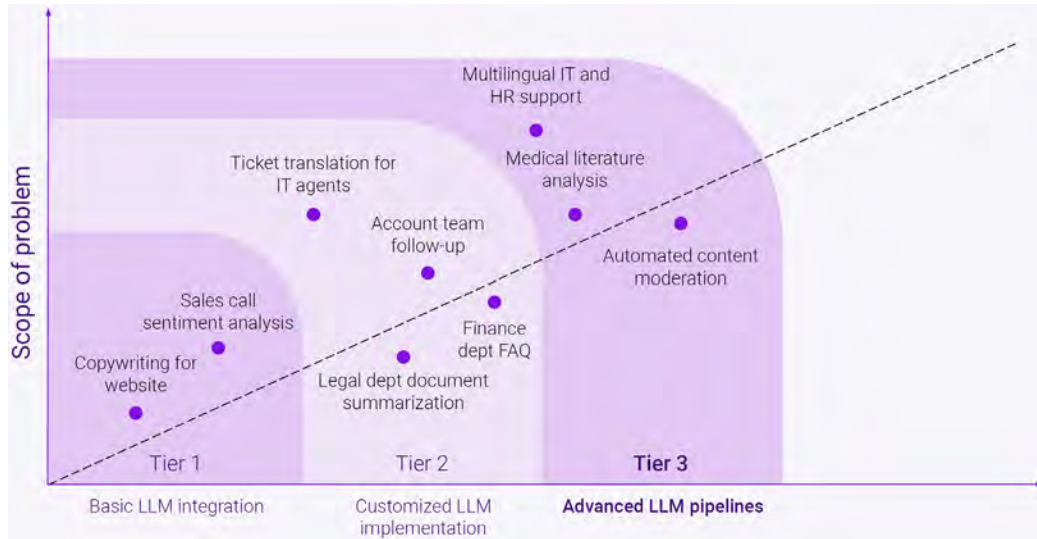 Scope of problem
Multilingual IT and
HR support
Ticket translation for
IT agents
Medical literature
analysis
Account team
follow-up
Automated content
moderation
Sales call
sentiment analysis
Finance
dept FAQ
Copywriting for
website
Legal dept document
summarization
Tier 1
Tier 2
Tier 3
Basic LLM integration
Customized LLM
implementation
Advanced LLM pipelines